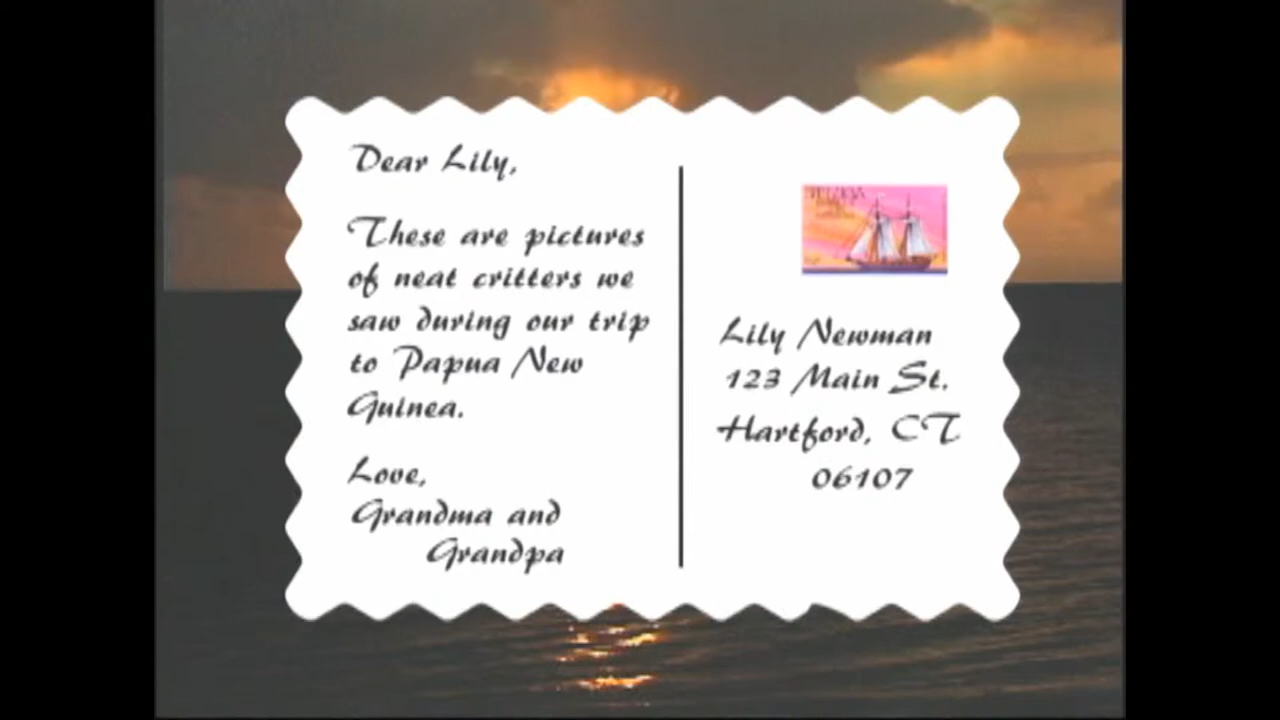 Dear Lily,
These are pictures
of neat critters we
saw during our trip
to Papua New
Guinea.
Love,
Grandma and
Grandpa
Lily Newman
123 Main St.
Hartford, CT
06107